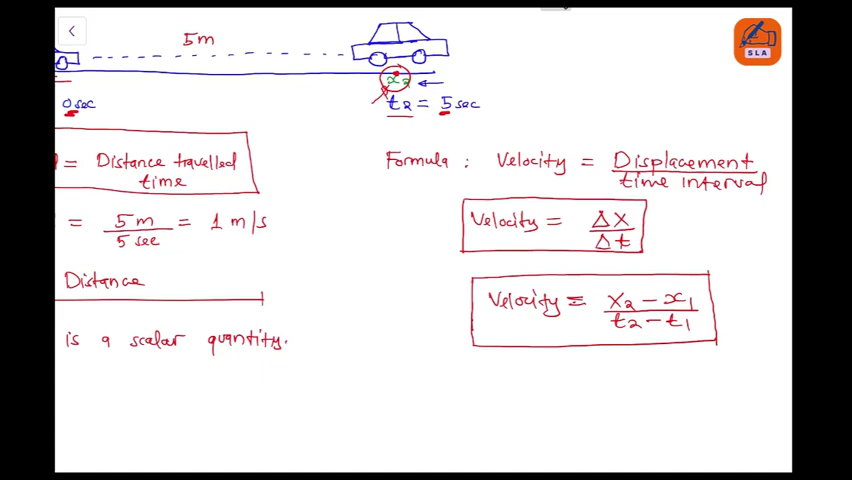 5m
x2
0sec
t2 = 5sec
= Distance travelled
time
Formula : Velocity = Displacement
time interval
= 5m = 1 m/s
5 sec
Velocity = Δx
Δt
Distance
Velocity = x2 - x1
t2 - t1
is a scalar quantity.
SLA